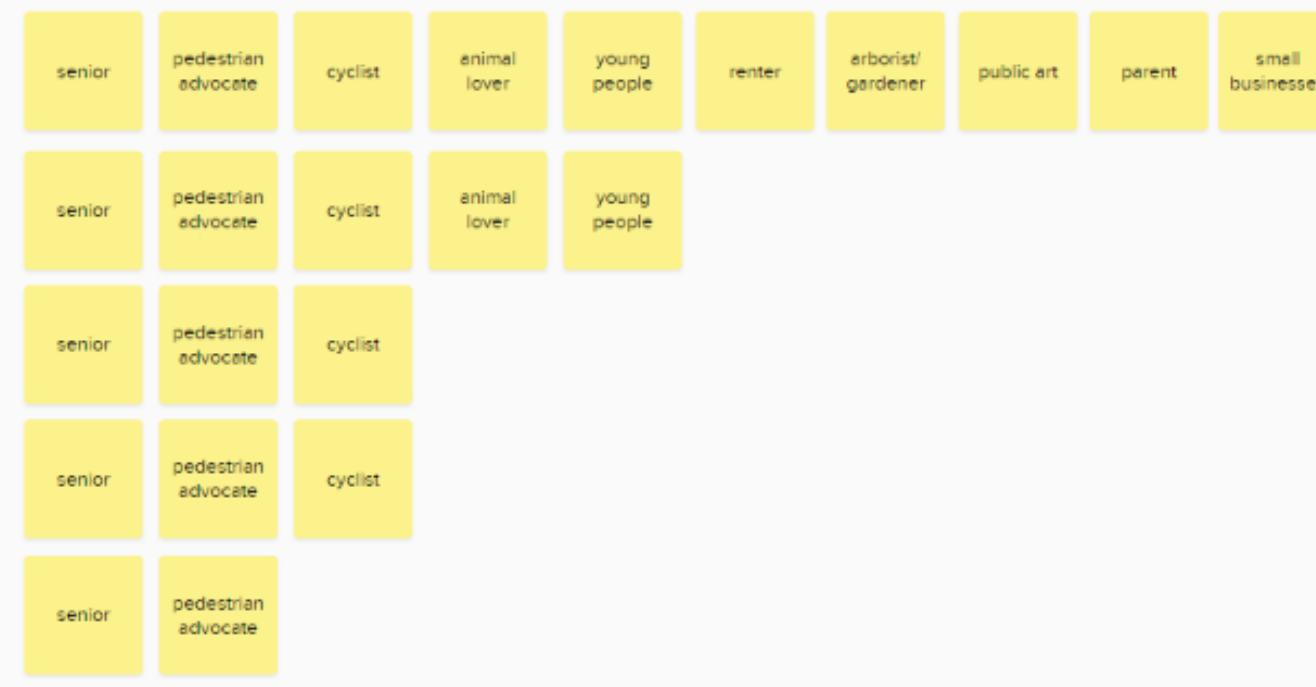 senior
pedestrian
advocate
cyclist
animal
lover
young
people
renter
arborist/
gardener
public art
parent
small
businesse
senior
pedestrian
advocate
cyclist
animal
lover
young
people
senior
pedestrian
advocate
cyclist
senior
pedestrian
advocate
cyclist
senior
pedestrian
advocate